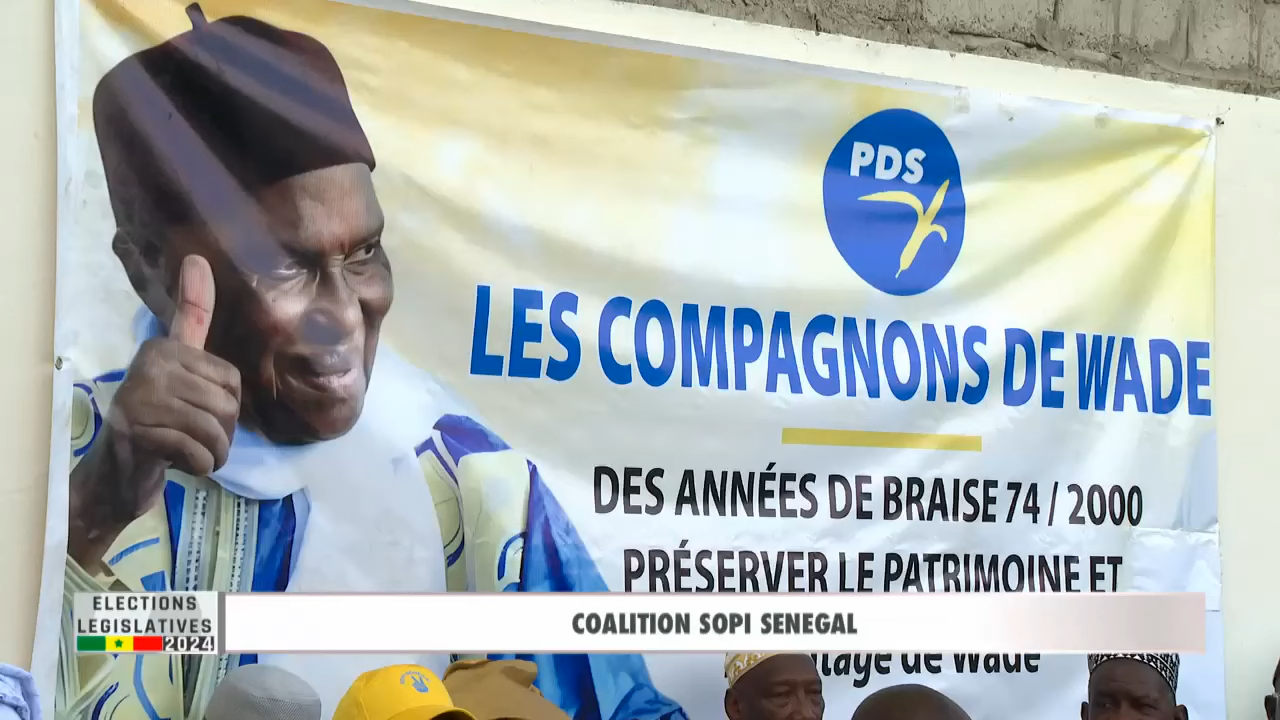 PDS
LES COMPAGNONS DE WADE
DES ANNÉES DE BRAISE 74 / 2000
PRÉSERVER LE PATRIMOINE ET
de Wade
ELECTIONS
LEGISLATIVES
2024
COALITION SOPI SENEGAL